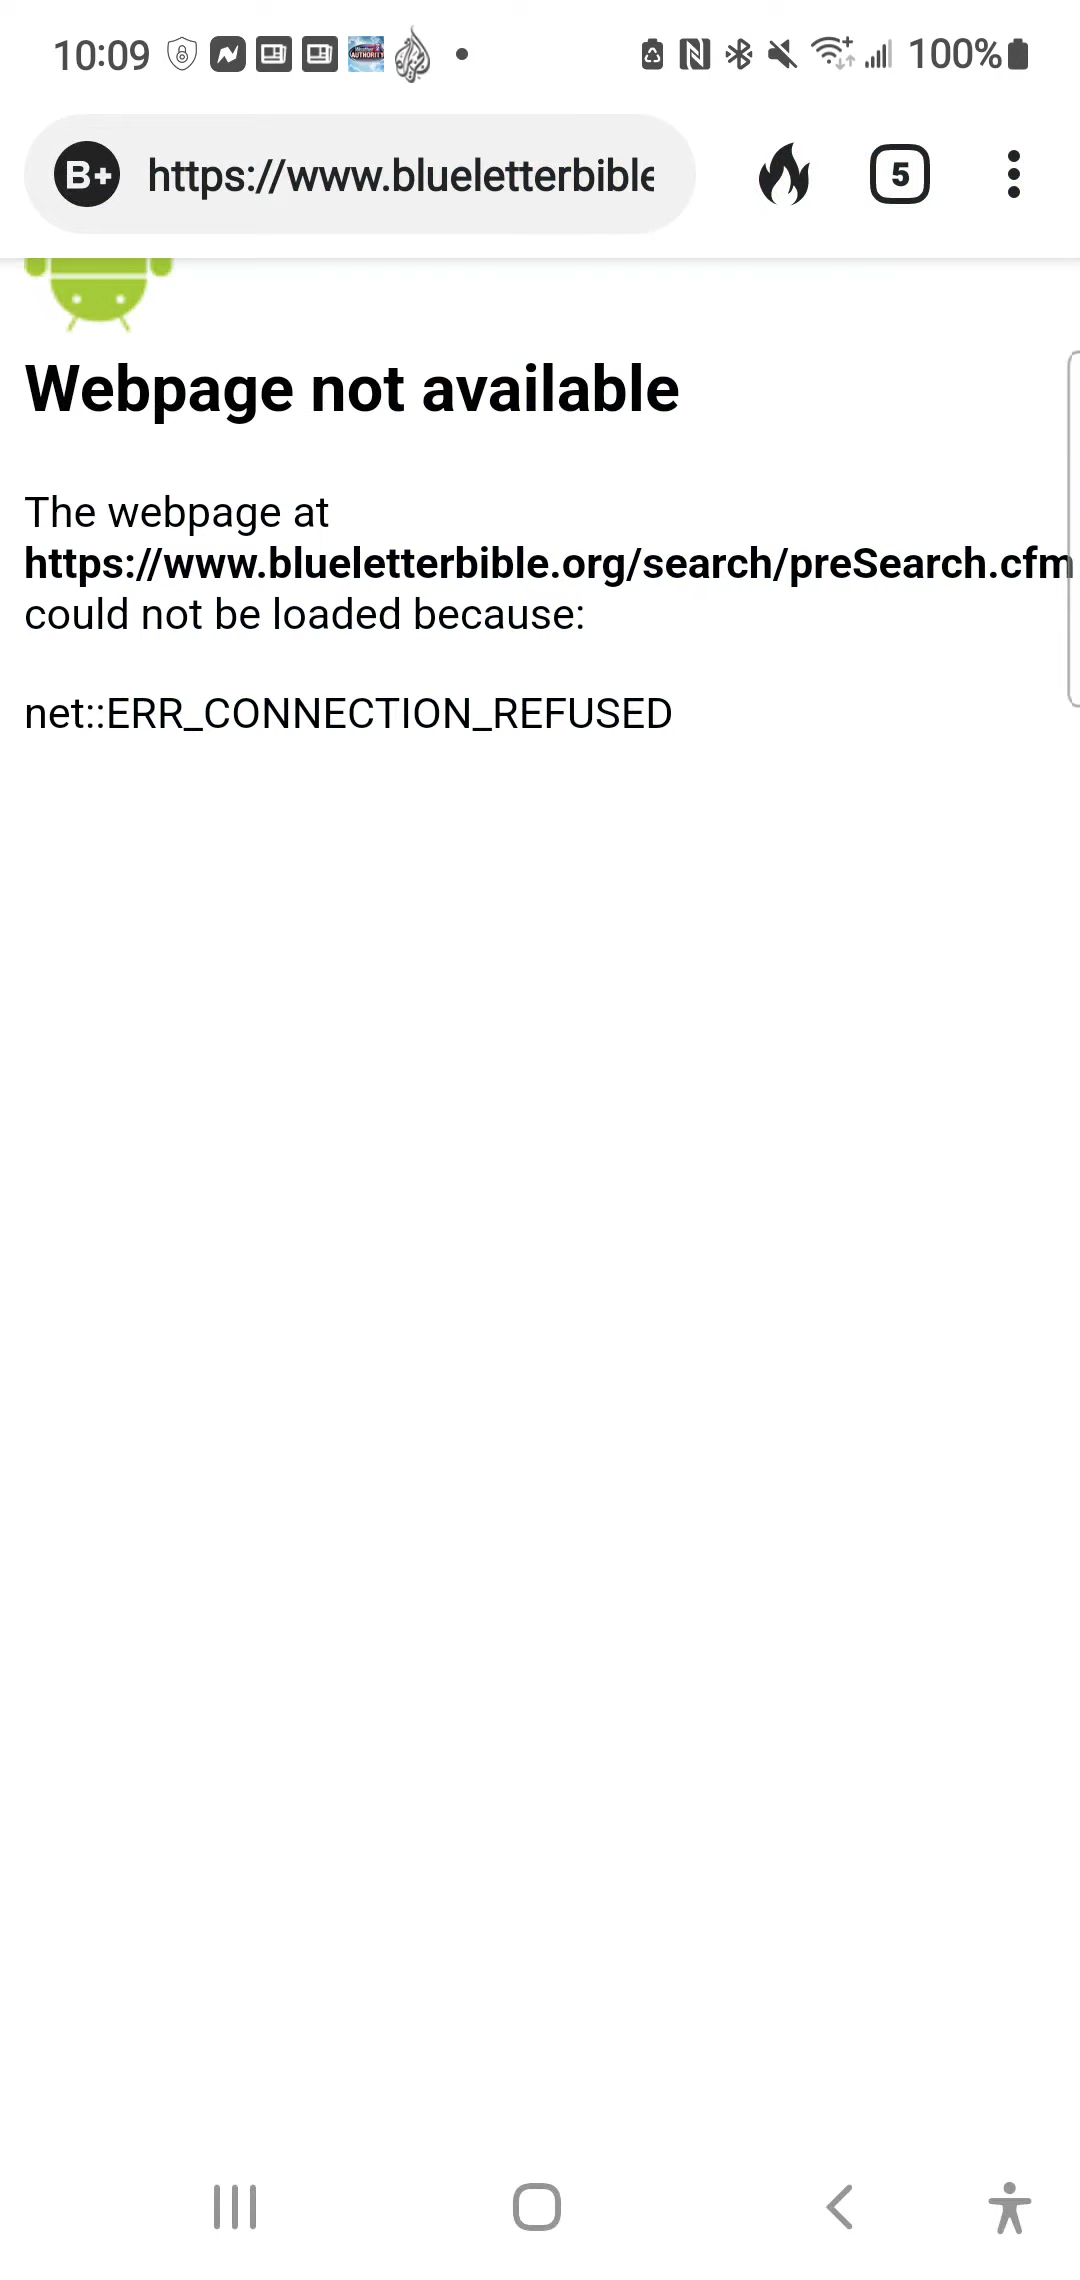 10:09
100%
B+
https://www.blueletterbible
5
Webpage not available
The webpage at
https://www.blueletterbible.org/search/preSearch.cfm
could not be loaded because:
net::ERR_CONNECTION_REFUSED